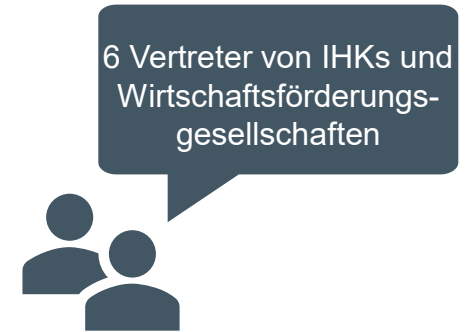 6 Vertreter von IHKs und
Wirtschaftsförderungs-
gesellschaften